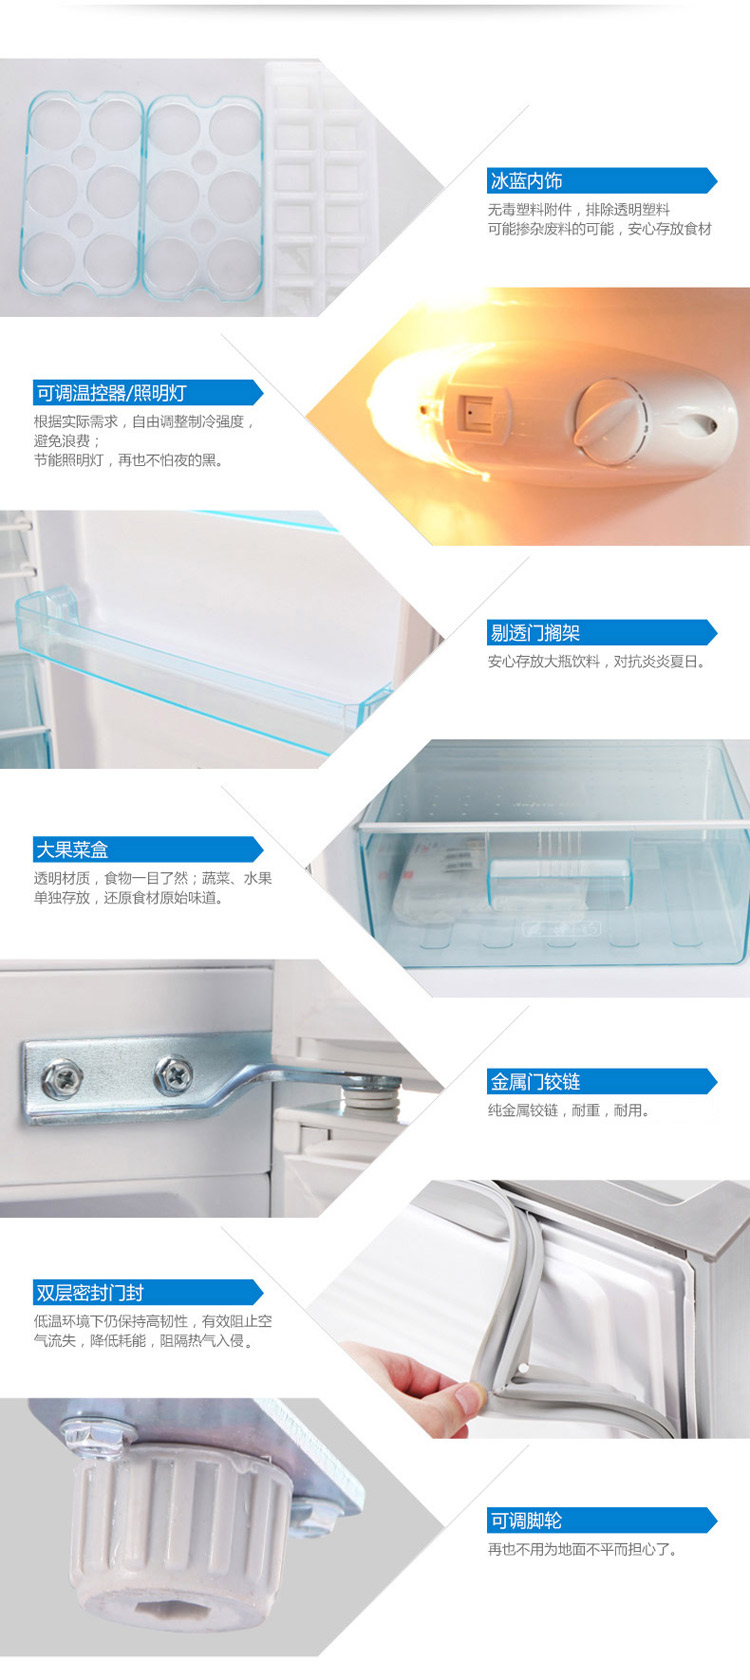 冰蓝内饰
无毒塑料附件，排除透明塑料
可能掺杂废料的可能，安心存放食材
可调温控器/照明灯
根据实际需求，自由调整制冷强度，
避免浪费；
节能照明灯，再也不怕夜的黑。
剔透门搁架
安心存放大瓶饮料，对抗炎炎夏日。
大果菜盒
透明材质，食物一目了然；蔬菜、水果
单独存放，还原食材原始味道。
金属门铰链
纯金属铰链，耐重，耐用。
双层密封门封
低温环境下仍保持高韧性，有效阻止空
气流失，降低耗能，阻隔热气入侵。
可调脚轮
再也不用为地面不平而担心了。